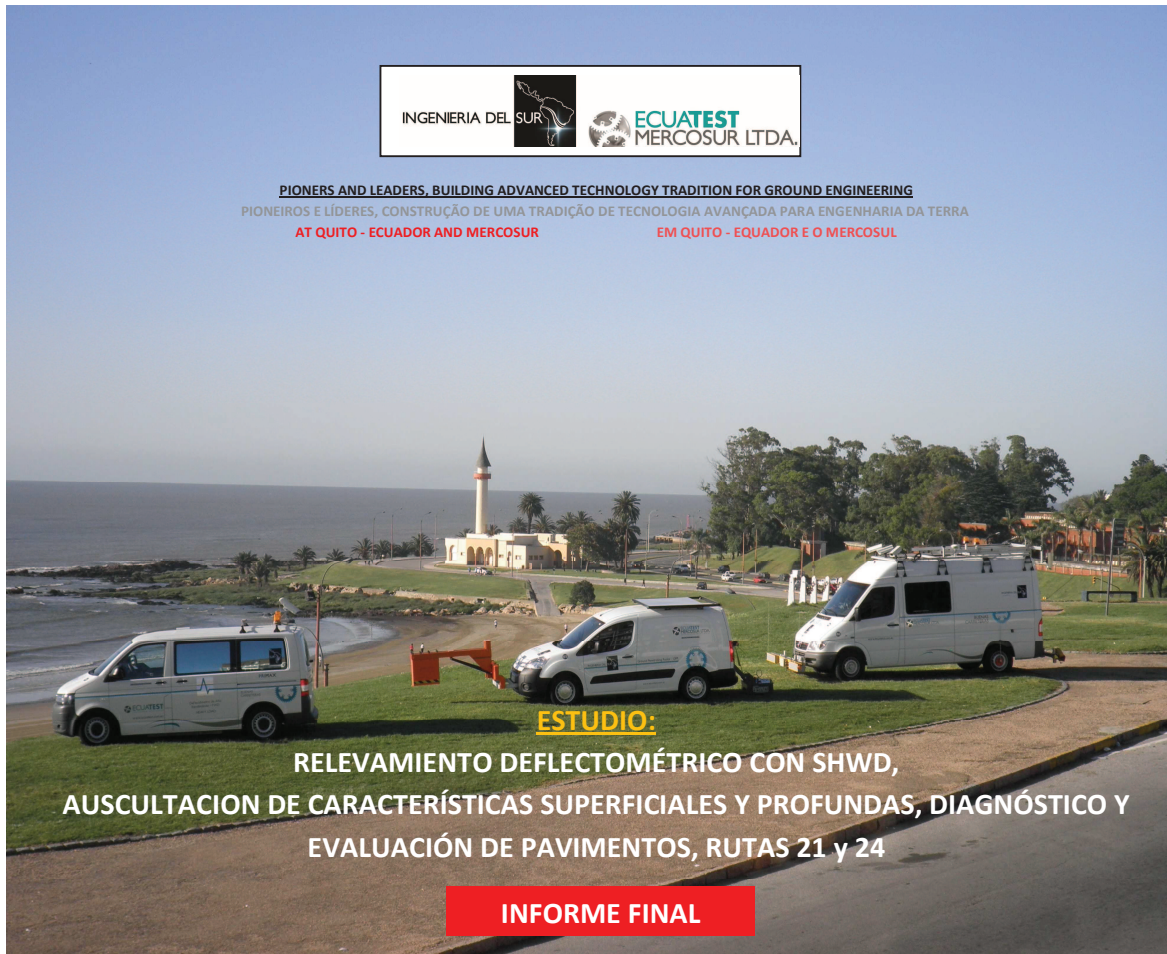 INGENIERIA DEL SUR
ECUATEST
MERCOSUR LTDA.
PIONERS AND LEADERS, BUILDING ADVANCED TECHNOLOGY TRADITION FOR GROUND ENGINEERING
PIONEIROS E LÍDERES, CONSTRUÇÃO DE UMA TRADIÇÃO DE TECNOLOGIA AVANÇADA PARA ENGENHARIA DA TERRA
AT QUITO - ECUADOR AND MERCOSUR EM QUITO - EQUADOR E O MERCOSUL
ECUATEST
ESTUDIO:
RELEVAMIENTO DEFLECTOMÉTRICO CON SHWD,
AUSCULTACION DE CARACTERÍSTICAS SUPERFICIALES Y PROFUNDAS, DIAGNÓSTICO Y
EVALUACIÓN DE PAVIMENTOS, RUTAS 21 y 24
INFORME FINAL